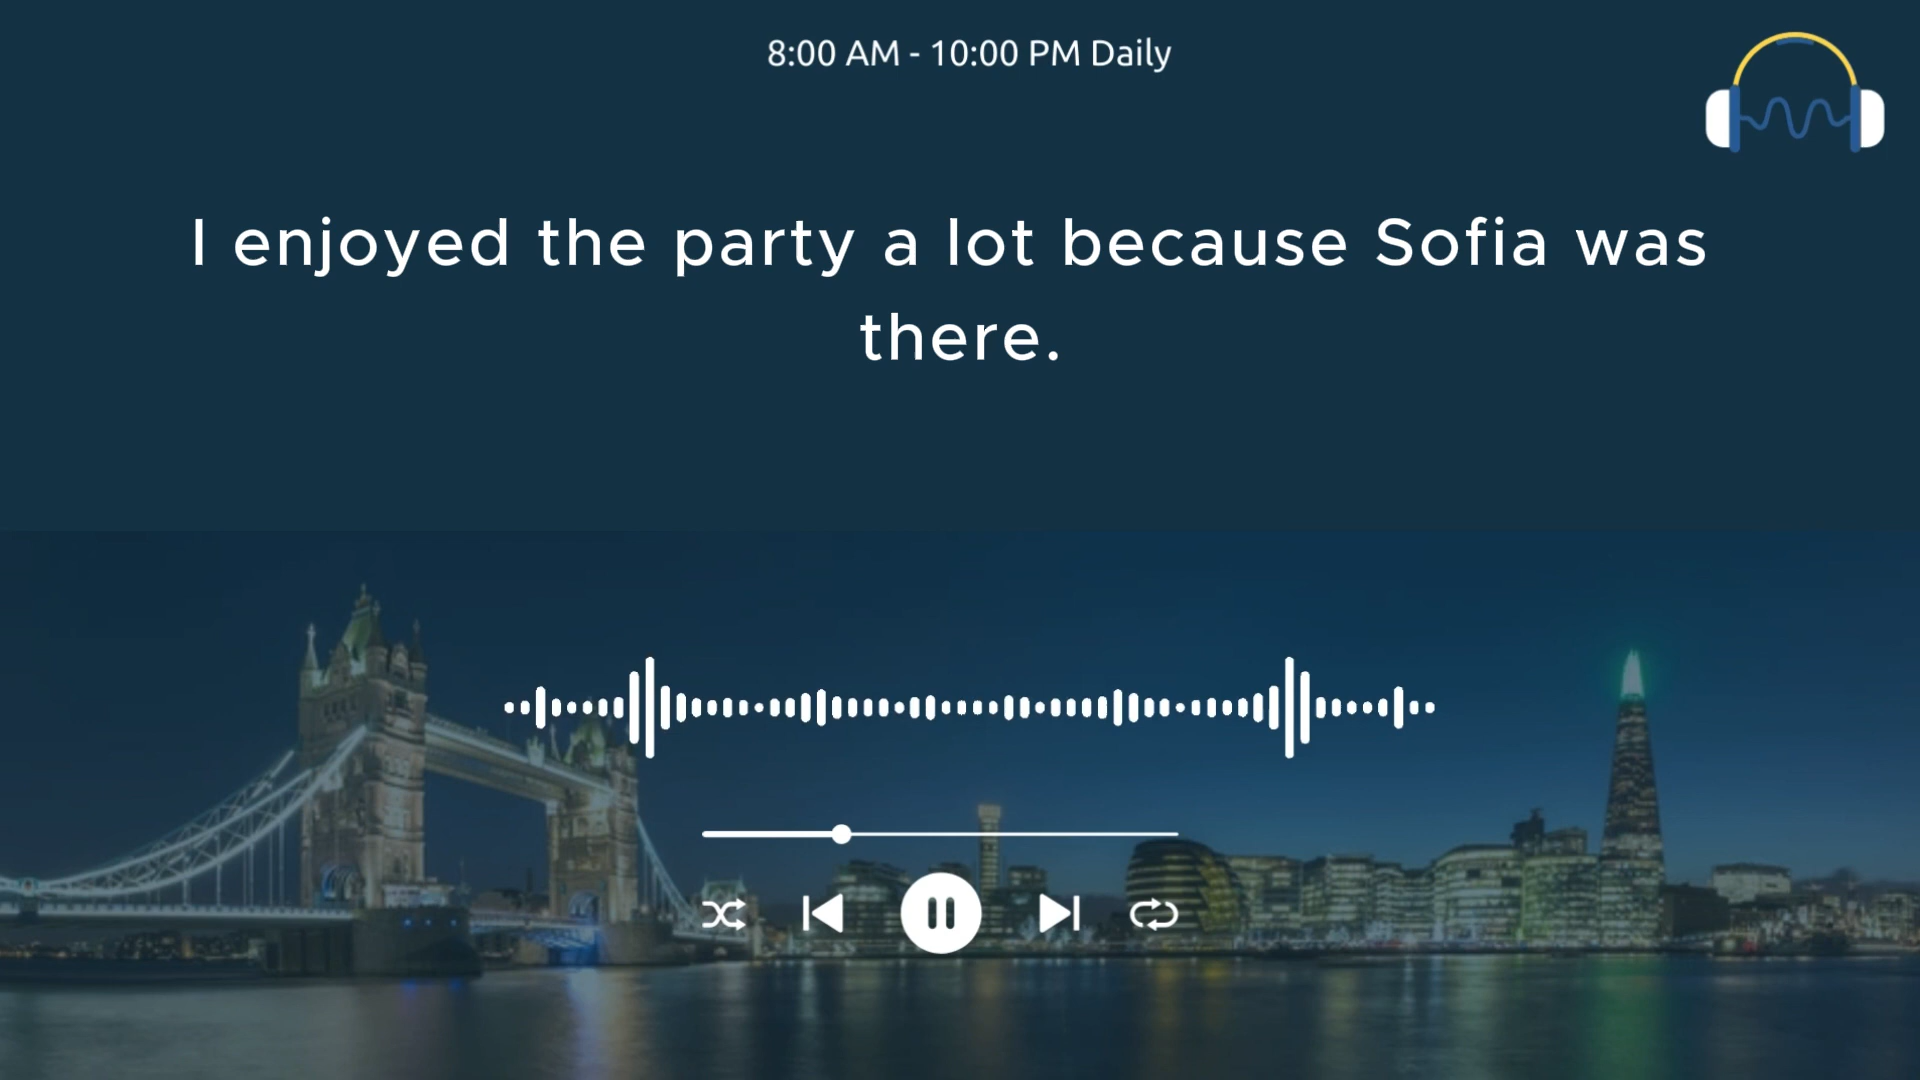 8:00 AM - 10:00 PM Daily
I enjoyed the party a lot because Sofia was
there.